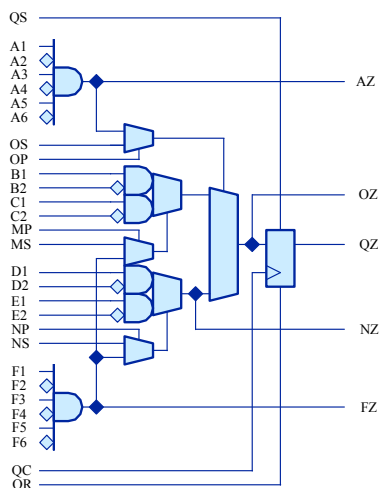 QS
A1
A2
A3
A4
A5
A6
AZ
OS
OP
B1
B2
C1
C2
MP
MS
OZ
QZ
D1
D2
E1
E2
NP
NS
NZ
F1
F2
F3
F4
F5
F6
FZ
QC
QR